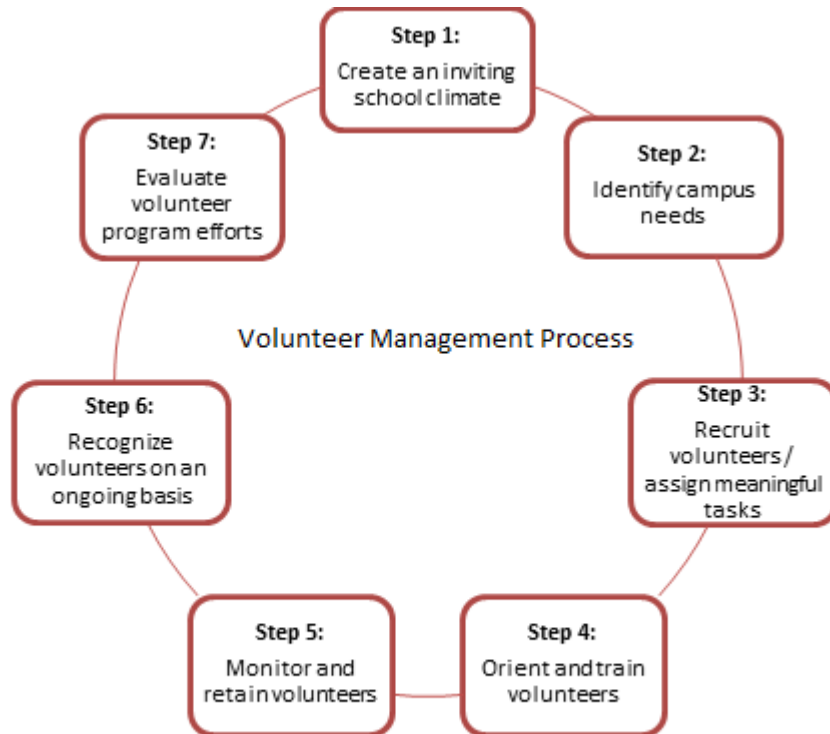 Step 1:
Create an inviting
school climate
Step 2:
Identify campus
needs
Step 3:
Recruit
volunteers/
assign meaningful
tasks
Step 4:
Orient and train
volunteers
Step 5:
Monitor and
retain volunteers
Step 6:
Recognize
volunteers on an
ongoing basis
Step 7:
Evaluate
volunteer
program efforts
Volunteer Management Process